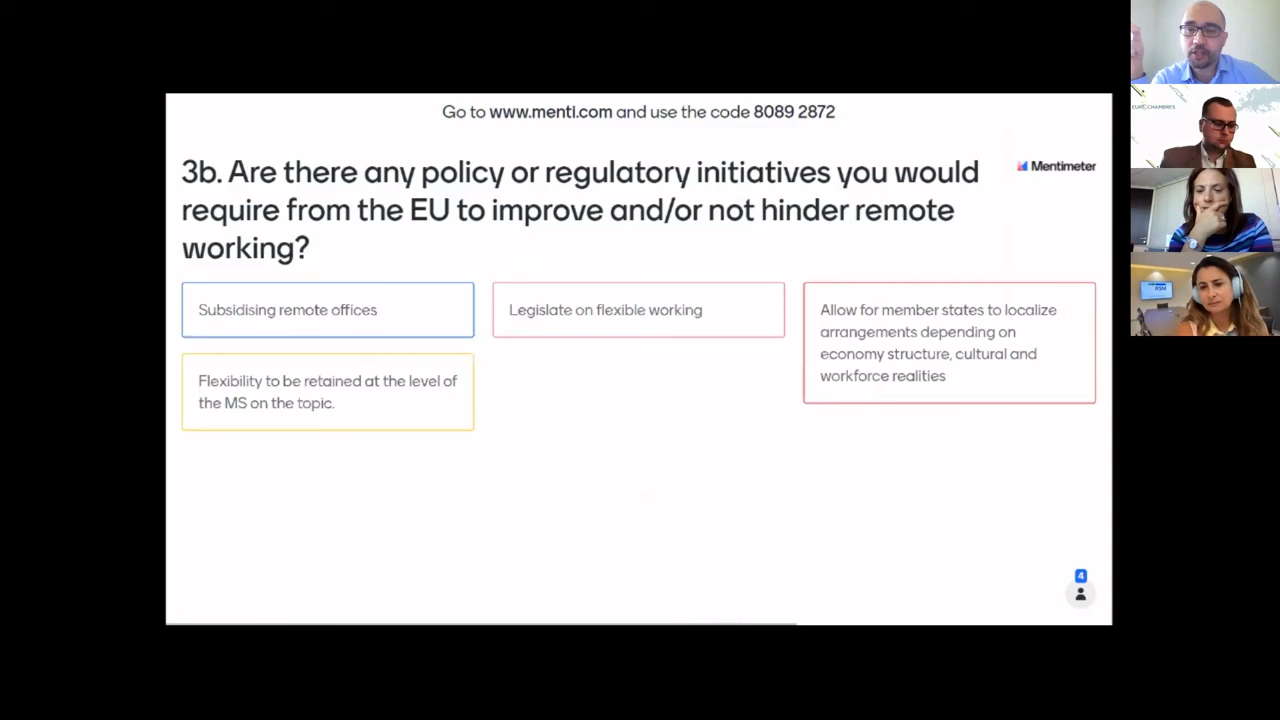 Go to www.menti.com and use the code 8089 2872
3b. Are there any policy or regulatory initiatives you would
require from the EU to improve and/or not hinder remote
working?
Mentimeter
Subsidising remote offices
Legislate on flexible working
Allow for member states to localize
arrangements depending on
economy structure, cultural and
workforce realities
Flexibility to be retained at the level of
the MS on the topic.
4
EUROCHAMBRES
RSM